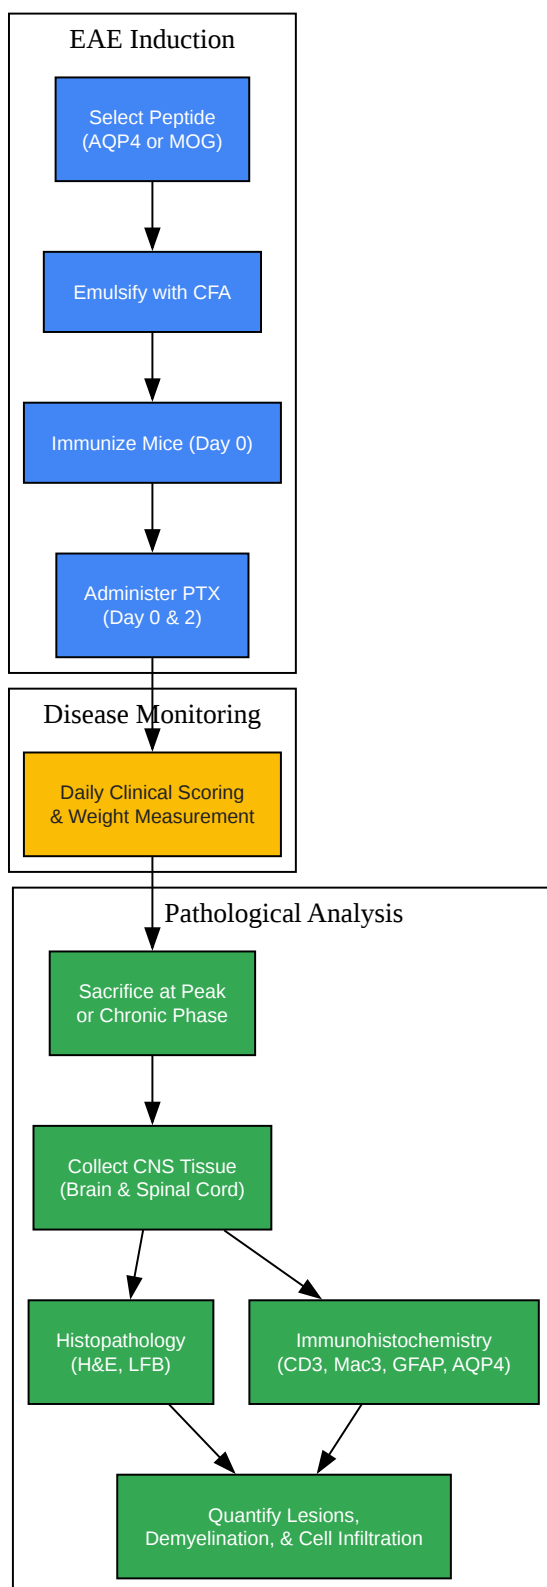 EAE Induction
Select Peptide
(AQP4 or MOG)
Emulsify with CFA
Immunize Mice (Day 0)
Administer PTX
(Day 0 & 2)
Disease Monitoring
Daily Clinical Scoring
& Weight Measurement
Pathological Analysis
Sacrifice at Peak
or Chronic Phase
Collect CNS Tissue
(Brain & Spinal Cord)
Histopathology
(H&E, LFB)
Immunohistochemistry
(CD3, Mac3, GFAP, AQP4)
Quantify Lesions,
Demyelination, & Cell Infiltration